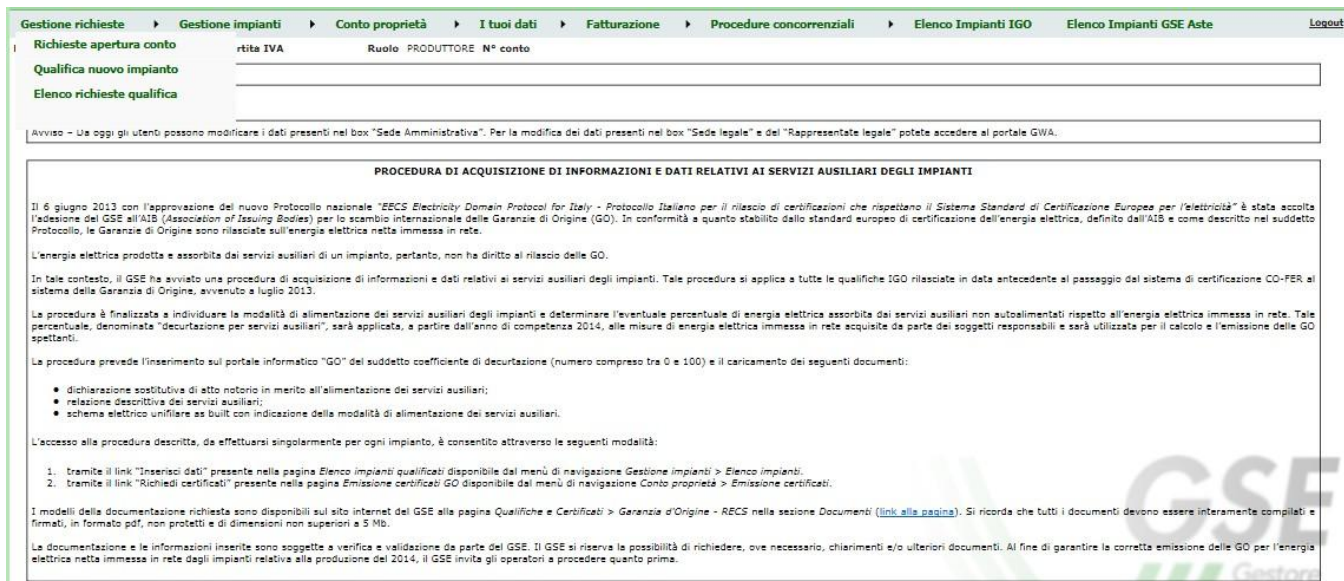 Gestione richieste Gestione impianti Conto proprietà I tuoi dati Fatturazione Procedure concorrenziali Elenco Impianti IGO Elenco Impianti GSE Aste Logout
Richieste apertura conto
rtita IVA Ruolo PRODUTTORE N° conto
Qualifica nuovo impianto
Elenco richieste qualifica
Avviso – Da oggi gli utenti possono modificare i dati presenti nel box "Sede Amministrativa". Per la modifica dei dati presenti nel box "Sede legale" e del "Rappresentate legale" potete accedere al portale GWA.
PROCEDURA DI ACQUISIZIONE DI INFORMAZIONI E DATI RELATIVI AI SERVIZI AUSILIARI DEGLI IMPIANTI
Il 6 giugno 2013 con l'approvazione del nuovo Protocollo nazionale "EECS Electricity Domain Protocol for Italy - Protocollo Italiano per il rilascio di certificazioni che rispettano il Sistema Standard di Certificazione Europea per l'elettricità" è stata accolta
l'adesione del GSE all'AIB (Association of Issuing Bodies) per lo scambio internazionale delle Garanzie di Origine (GO). In conformità a quanto stabilito dallo standard europeo di certificazione dell'energia elettrica, definito dall'AIB e come descritto nel suddetto
Protocollo, le Garanzie di Origine sono rilasciate sull'energia elettrica netta immessa in rete.
L'energia elettrica prodotta e assorbita dai servizi ausiliari di un impianto, pertanto, non ha diritto al rilascio delle GO.
In tale contesto, il GSE ha avviato una procedura di acquisizione di informazioni e dati relativi ai servizi ausiliari degli impianti. Tale procedura si applica a tutte le qualifiche IGO rilasciate in data antecedente al passaggio dal sistema di certificazione CO-FER al
sistema della Garanzia di Origine, avvenuto a luglio 2013.
La procedura è finalizzata a individuare la modalità di alimentazione dei servizi ausiliari degli impianti e determinare l'eventuale percentuale di energia elettrica assorbita dai servizi ausiliari non autoalimentati rispetto all'energia elettrica immessa in rete. Tale
percentuale, denominata "decurtazione per servizi ausiliari", sarà applicata, a partire dall'anno di competenza 2014, alle misure di energia elettrica immessa in rete acquisite da parte dei soggetti responsabili e sarà utilizzata per il calcolo e l'emissione delle GO
spettanti.
La procedura prevede l'inserimento sul portale informatico "GO" del suddetto coefficiente di decurtazione (numero compreso tra 0 e 100) e il caricamento dei seguenti documenti:
• dichiarazione sostitutiva di atto notorio in merito all'alimentazione dei servizi ausiliari;
• relazione descrittiva dei servizi ausiliari;
• schema elettrico unifilare as built con indicazione della modalità di alimentazione dei servizi ausiliari.
L'accesso alla procedura descritta, da effettuarsi singolarmente per ogni impianto, è consentito attraverso le seguenti modalità:
1. tramite il link "Inserisci dati" presente nella pagina Elenco impianti qualificati disponibile dal menù di navigazione Gestione impianti > Elenco impianti.
2. tramite il link "Richiedi certificati" presente nella pagina Emissione certificati GO disponibile dal menù di navigazione Conto proprietà > Emissione certificati.
I modelli della documentazione richiesta sono disponibili sul sito internet del GSE alla pagina Qualifiche e Certificati > Garanzia d'Origine - RECS nella sezione Documenti (link alla pagina). Si ricorda che tutti i documenti devono essere interamente compilati e
firmati, in formato pdf, non protetti e di dimensioni non superiori a 5 Mb.
La documentazione e le informazioni inserite sono soggette a verifica e validazione da parte del GSE. Il GSE si riserva la possibilità di richiedere, ove necessario, chiarimenti e/o ulteriori documenti. Al fine di garantire la corretta emissione delle GO per l'energia
elettrica netta immessa in rete dagli impianti relativa alla produzione del 2014, il GSE invita gli operatori a procedere quanto prima.
GSE
Gestore